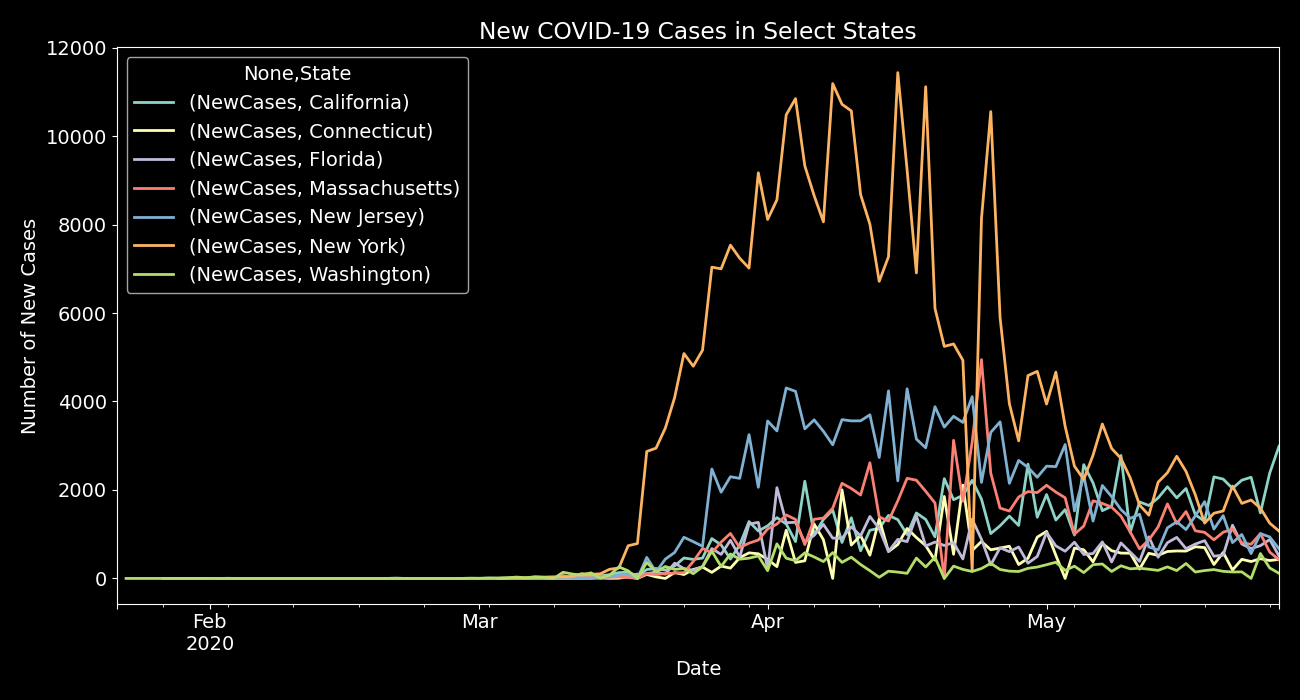 New COVID-19 Cases in Select States
12000
10000
8000
6000
4000
2000
0
Number of New Cases
None,State
(NewCases, California)
(NewCases, Connecticut)
(NewCases, Florida)
(NewCases, Massachusetts)
(NewCases, New Jersey)
(NewCases, New York)
(NewCases, Washington)
Feb Mar Apr May
2020
Date